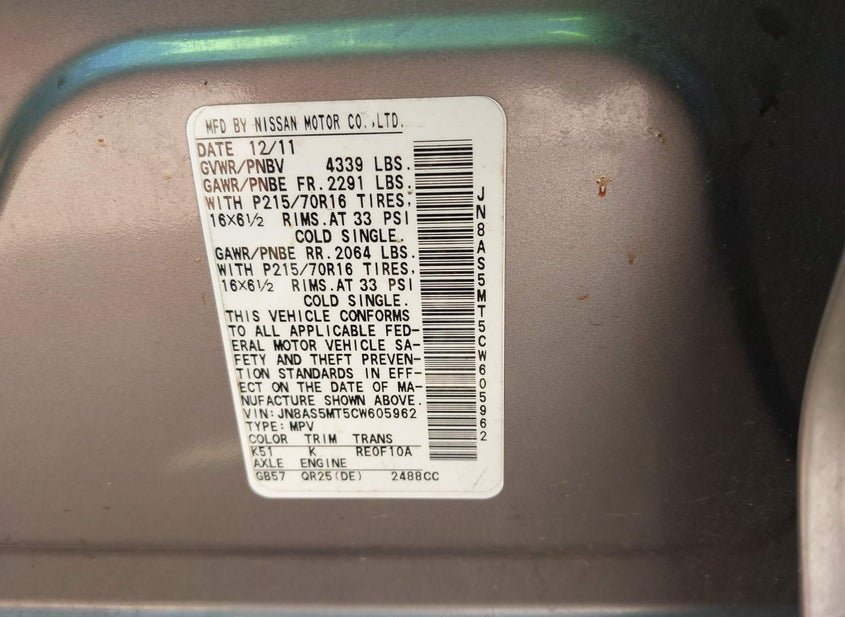 MFD BY NISSAN MOTOR CO.,LTD.
DATE 12/11
GVWR/PNBV 4339 LBS.
GAWR/PNBE FR.2291 LBS.
WITH P215/70R16 TIRES,
16X6½ RIMS.AT 33 PSI
COLD SINGLE.
GAWR/PNBE RR.2064 LBS.
WITH P215/70R16 TIRES,
16X6½ RIMS.AT 33 PSI
COLD SINGLE.
THIS VEHICLE CONFORMS
TO ALL APPLICABLE FED-
ERAL MOTOR VEHICLE SA-
FETY AND THEFT PREVEN-
TION STANDARDS IN EFF-
ECT ON THE DATE OF MA-
NUFACTURE SHOWN ABOVE.
VIN:JN8AS5MT5CW605962
TYPE:MPV
COLOR TRIM TRANS
K51 K RE0F10A
AXLE ENGINE
GB57 QR25(DE) 2488CC
JN8AS5MT5CW605962